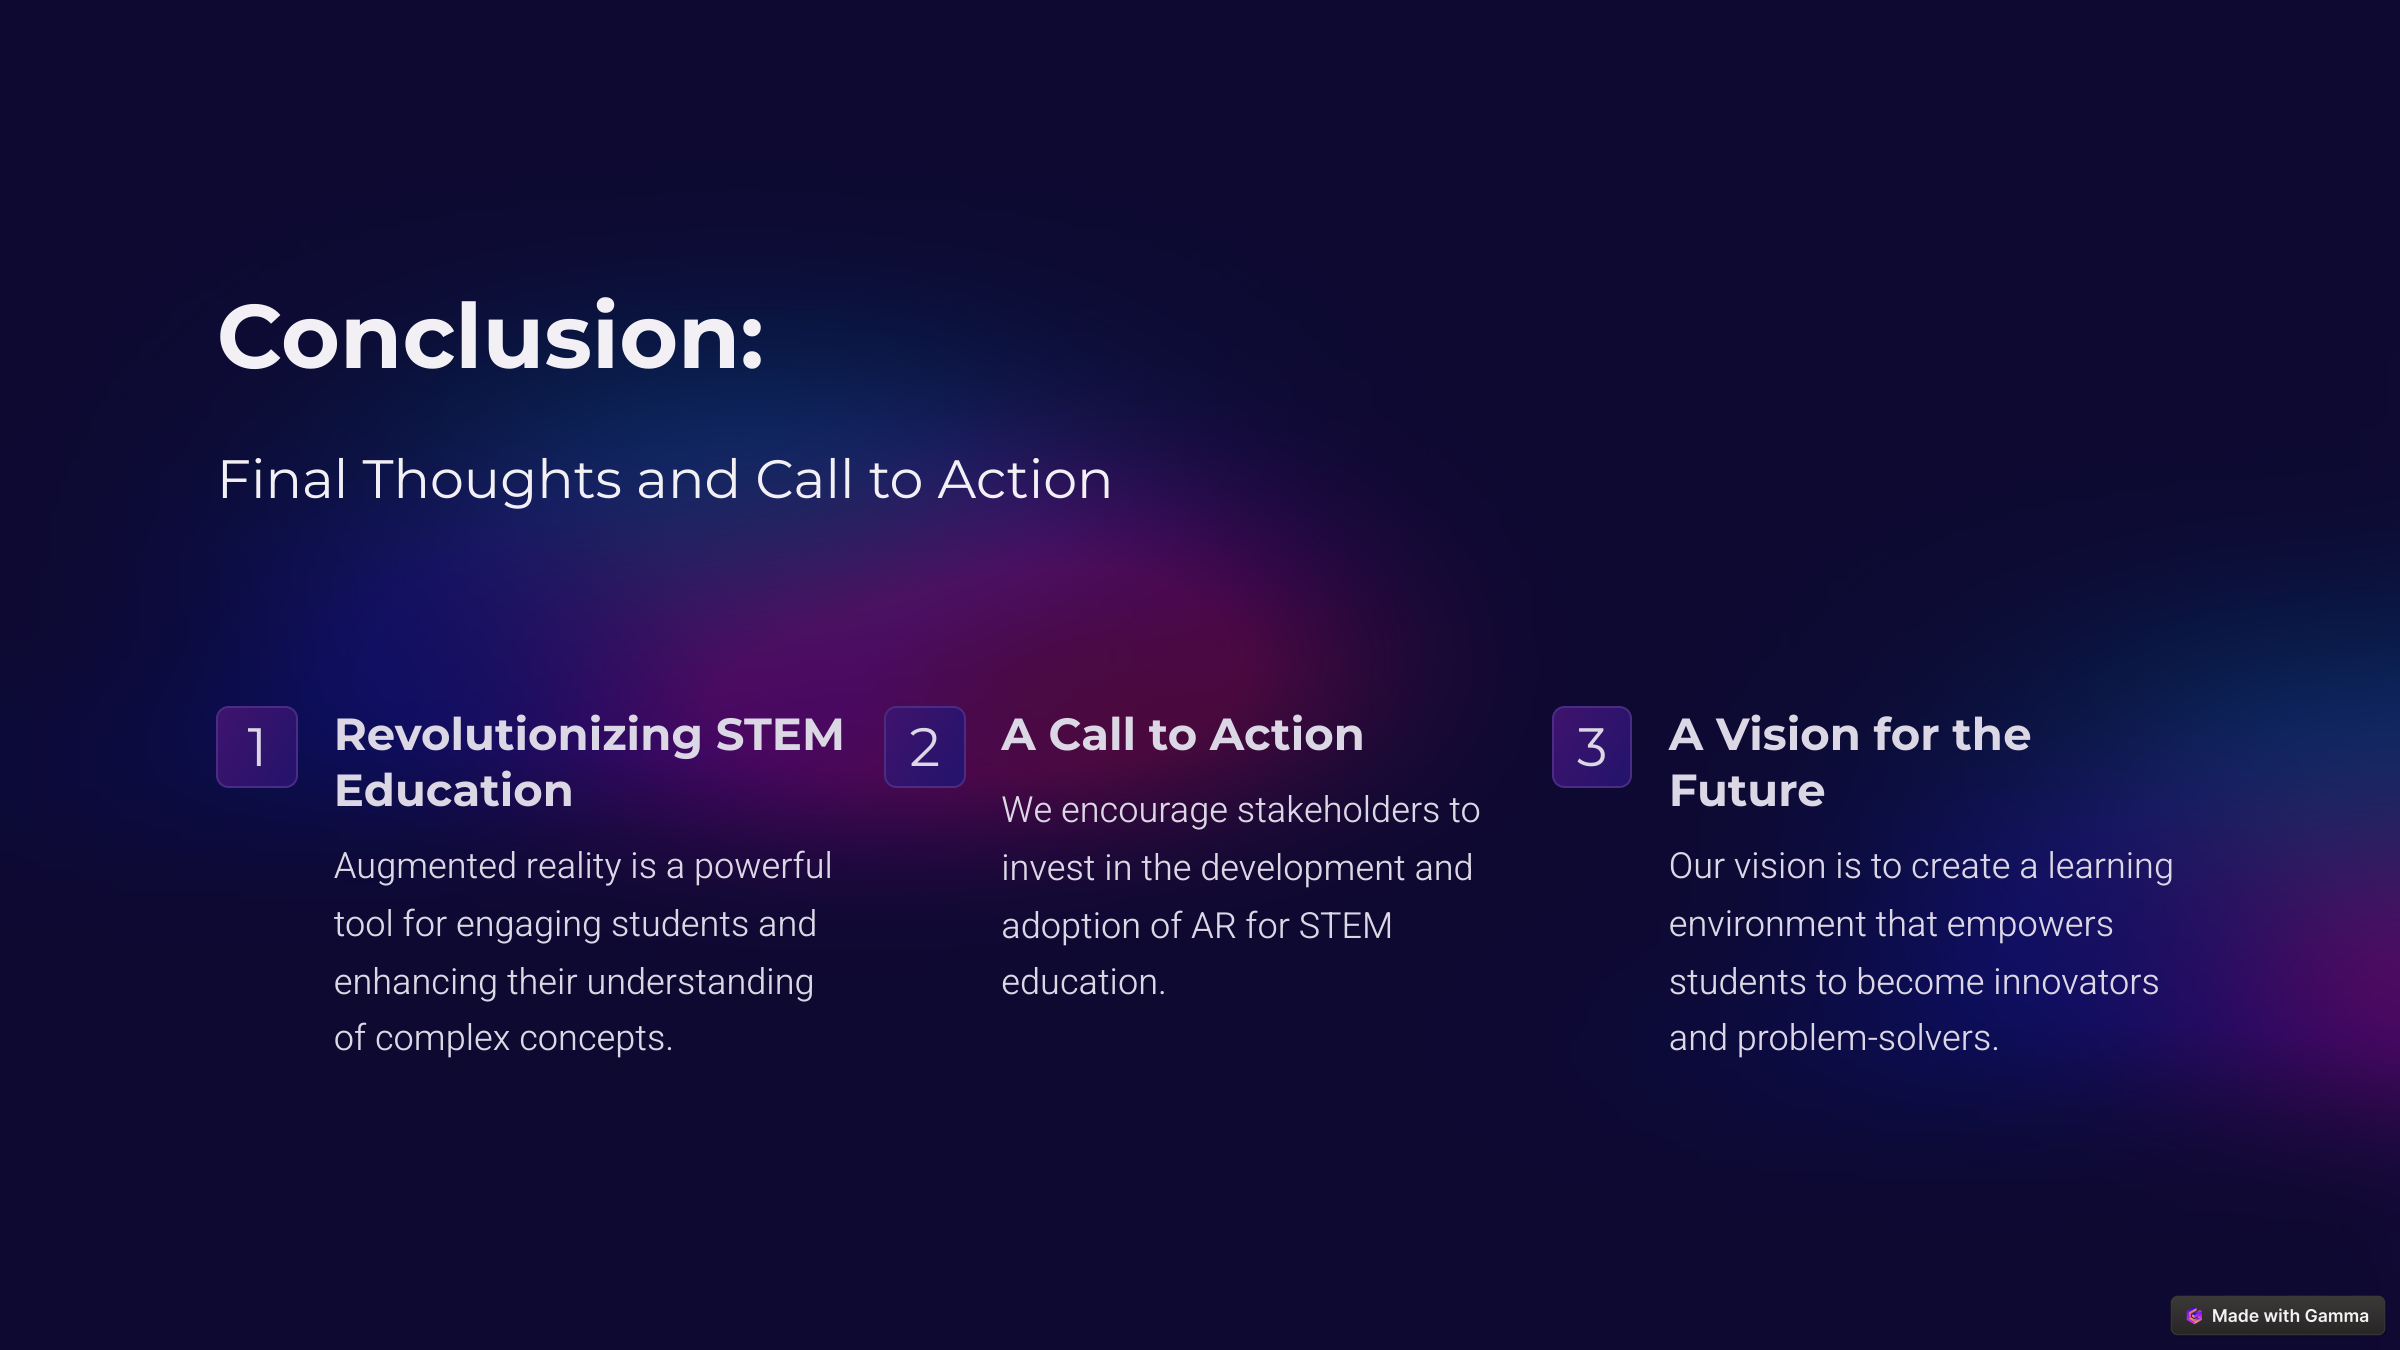 Conclusion:
Final Thoughts and Call to Action
1
Revolutionizing STEM
Education
Augmented reality is a powerful
tool for engaging students and
enhancing their understanding
of complex concepts.
2
A Call to Action
We encourage stakeholders to
invest in the development and
adoption of AR for STEM
education.
3
A Vision for the
Future
Our vision is to create a learning
environment that empowers
students to become innovators
and problem-solvers.
Made with Gamma